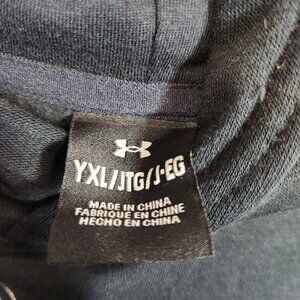 YXL/JTG/J-EG
MADE IN CHINA
FABRIQUÉ EN CHINE
HECHO EN CHINA